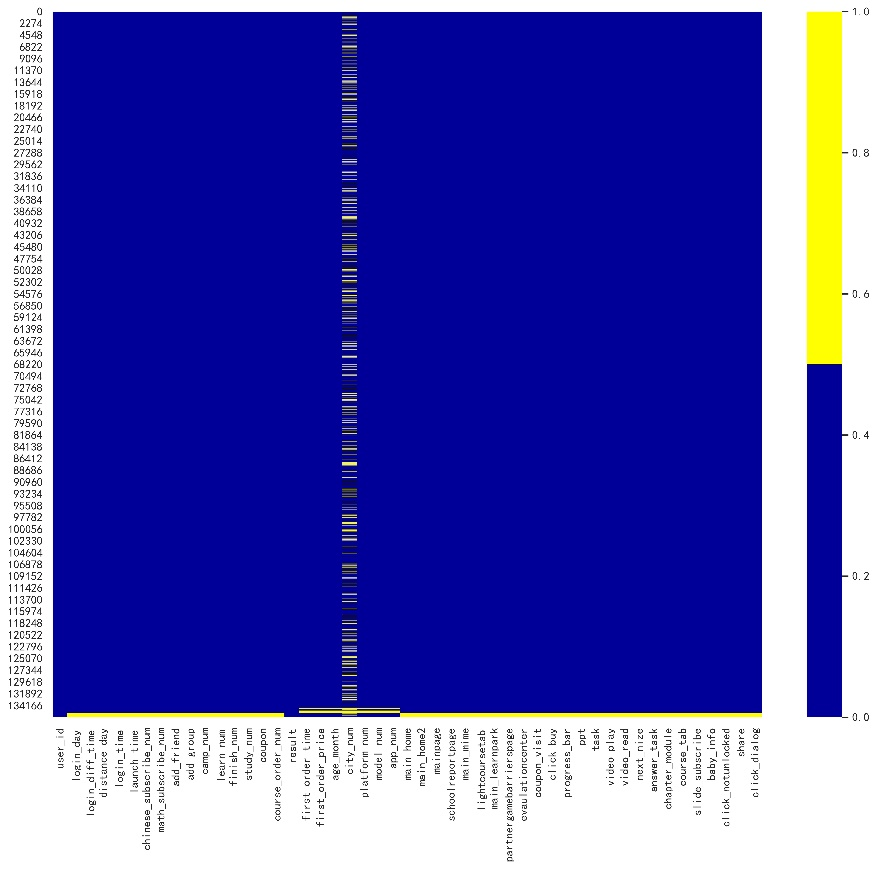 0
2274
4548
6822
9096
11370
13644
15918
18192
20466
22740
25014
27288
29562
31836
34110
36384
38658
40932
43206
45480
47754
50028
52302
54576
56850
59124
61398
63672
65946
68220
70494
72768
75042
77316
79590
81864
84138
86412
88686
90960
93234
95508
97782
100056
102330
104604
106878
109152
111426
113700
115974
118248
120522
122796
125070
127344
129618
131892
134166
user_id
login_day
login_diff_time
distance_day
login_time
launch_time
chinese_subscribe_num
math_subscribe_num
add_friend
add_group
camp_num
learn_num
finish_num
study_num
coupon
course_order_num
result
first_order_time
first_order_price
age_month
city_num
platform_num
model_num
app_num
main_home
main_home2
mainpage
schoolreportpage
main_mime
lightcoursetab
main_learnpark
partnergamebarrierspage
evaulationcenter
coupon_visit
click_buy
progress_bar
ppt
task
video_play
video_read
next_nize
answer_task
chapter_module
course_tab
slide_subscribe
baby_info
click_notunlocked
share
click_dialog
1.0
0.8
0.6
0.4
0.2
0.0